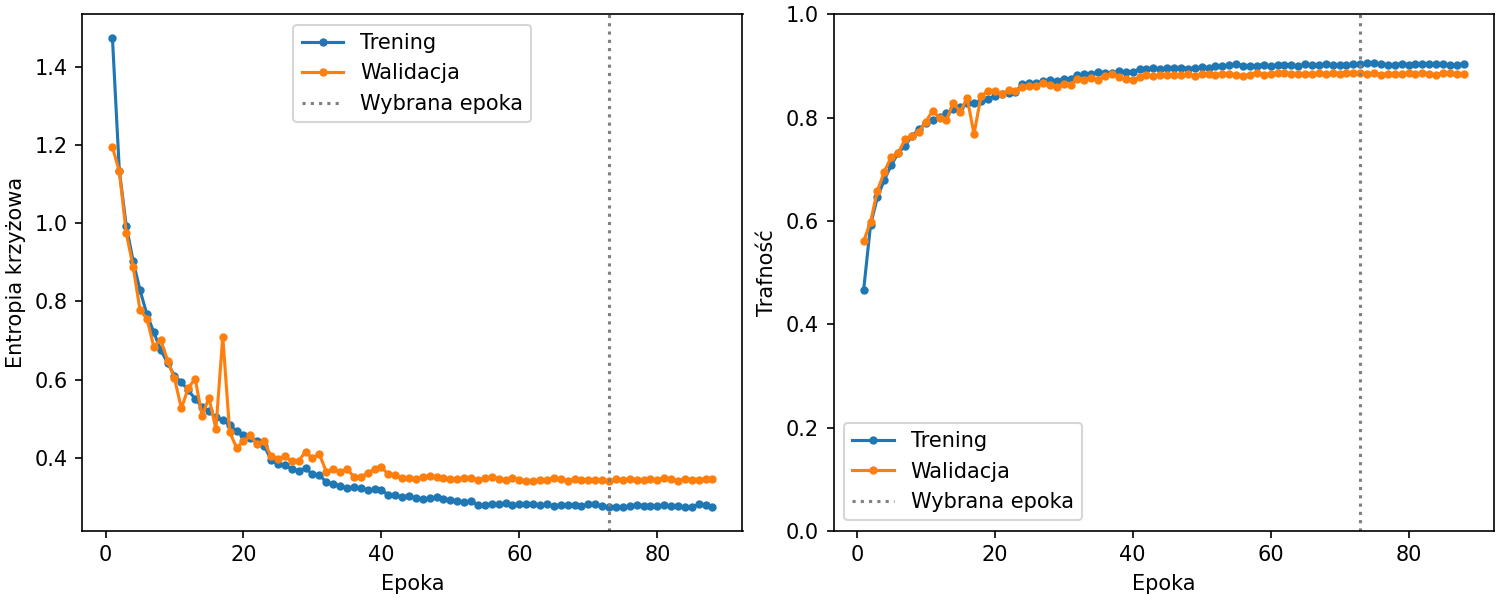 Entropia krzyżowa
1.4
1.2
1.0
0.8
0.6
0.4
Trening
Walidacja
Wybrana epoka
0
20
40
60
80
Epoka
Trafność
1.0
0.8
0.6
0.4
0.2
0.0
Trening
Walidacja
Wybrana epoka
0
20
40
60
80
Epoka